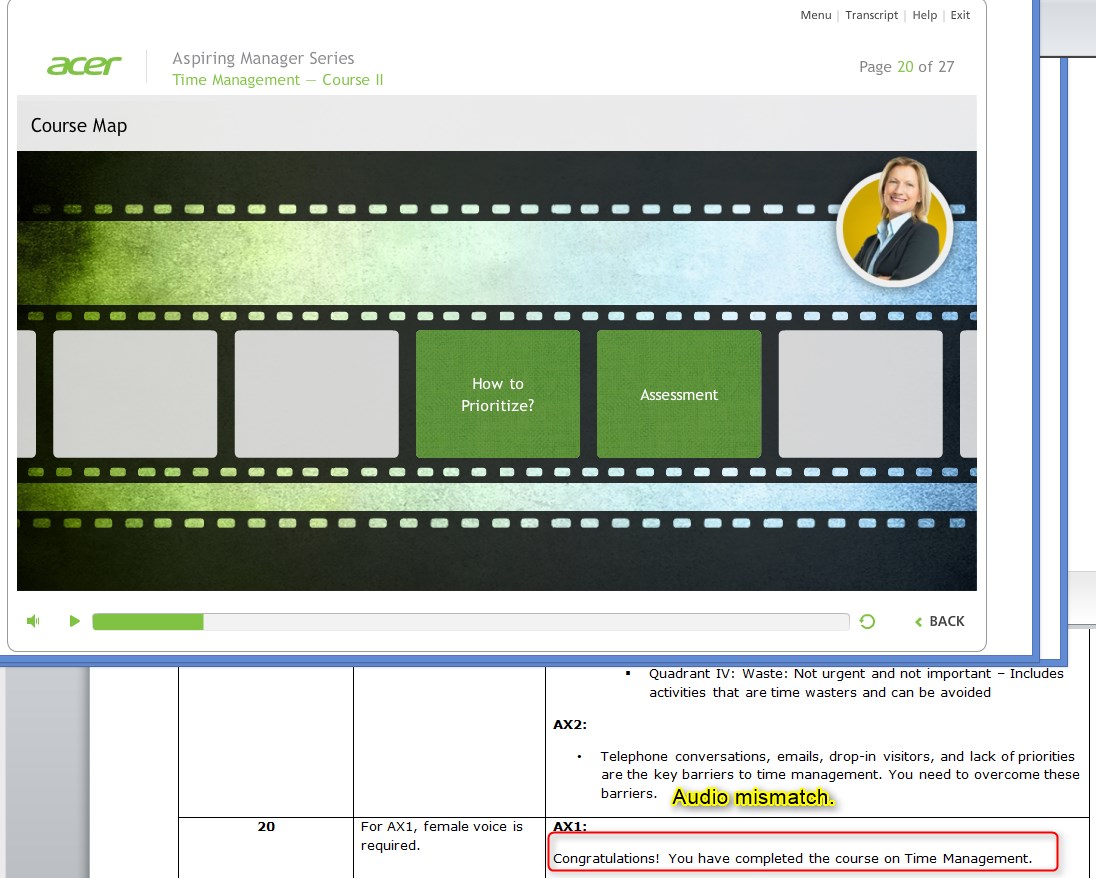 Menu | Transcript | Help | Exit
acer
Aspiring Manager Series
Time Management — Course II
Page 20 of 27
Course Map
How to
Prioritize?
Assessment
BACK
▪ Quadrant IV: Waste: Not urgent and not important – Includes
activities that are time wasters and can be avoided
AX2:
• Telephone conversations, emails, drop-in visitors, and lack of priorities
are the key barriers to time management. You need to overcome these
barriers.
Audio mismatch.
20
For AX1, female voice is
required.
AX1:
Congratulations! You have completed the course on Time Management.